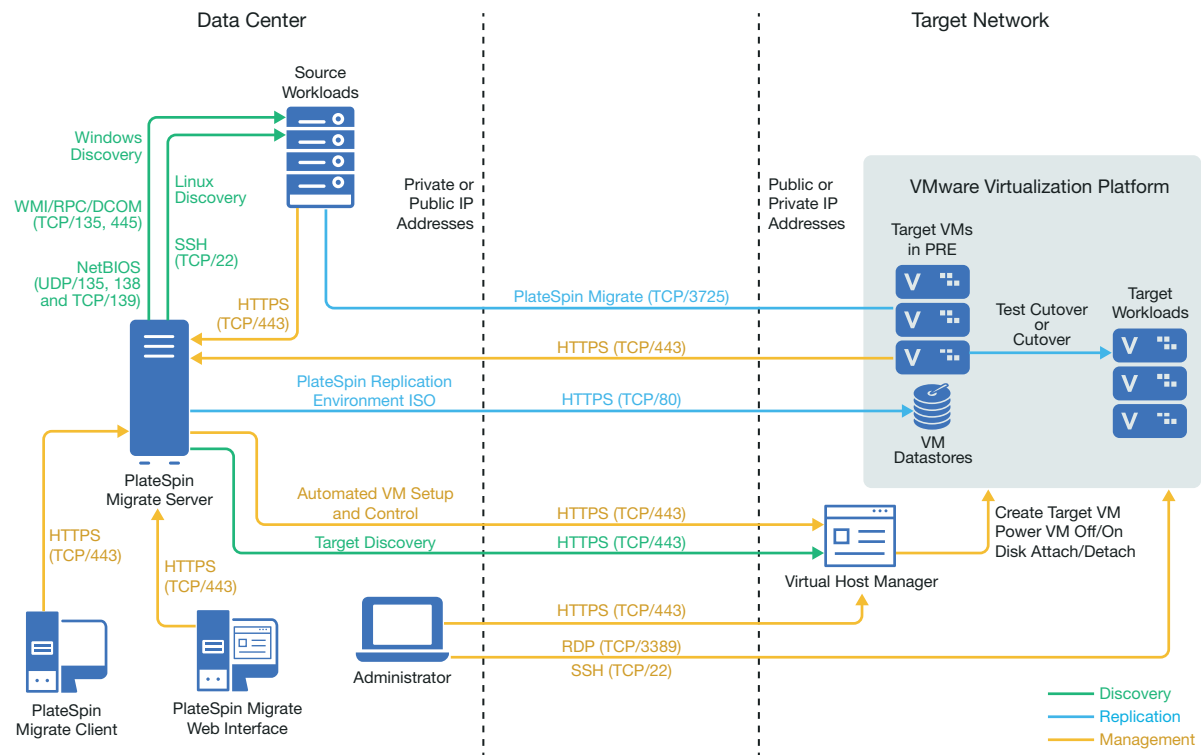 Data Center
Target Network
Source
Workloads
Windows
Discovery
Linux
Discovery
WMI/RPC/DCOM
(TCP/135, 445)
SSH
(TCP/22)
NetBIOS
(UDP/135, 138
and TCP/139)
HTTPS
(TCP/443)
Private or
Public IP
Addresses
Public or
Private IP
Addresses
VMware Virtualization Platform
Target VMs
in PRE
V
V
V
PlateSpin Migrate (TCP/3725)
HTTPS (TCP/443)
Test Cutover
or
Cutover
Target
Workloads
V
V
V
PlateSpin Replication
Environment ISO
HTTPS (TCP/80)
VM
Datastores
PlateSpin
Migrate Server
Automated VM Setup
and Control
HTTPS (TCP/443)
Target Discovery
HTTPS (TCP/443)
Create Target VM
Power VM Off/On
Disk Attach/Detach
Virtual Host Manager
HTTPS
(TCP/443)
HTTPS
(TCP/443)
HTTPS (TCP/443)
RDP (TCP/3389)
SSH (TCP/22)
Administrator
PlateSpin
Migrate Client
PlateSpin Migrate
Web Interface
Discovery
Replication
Management